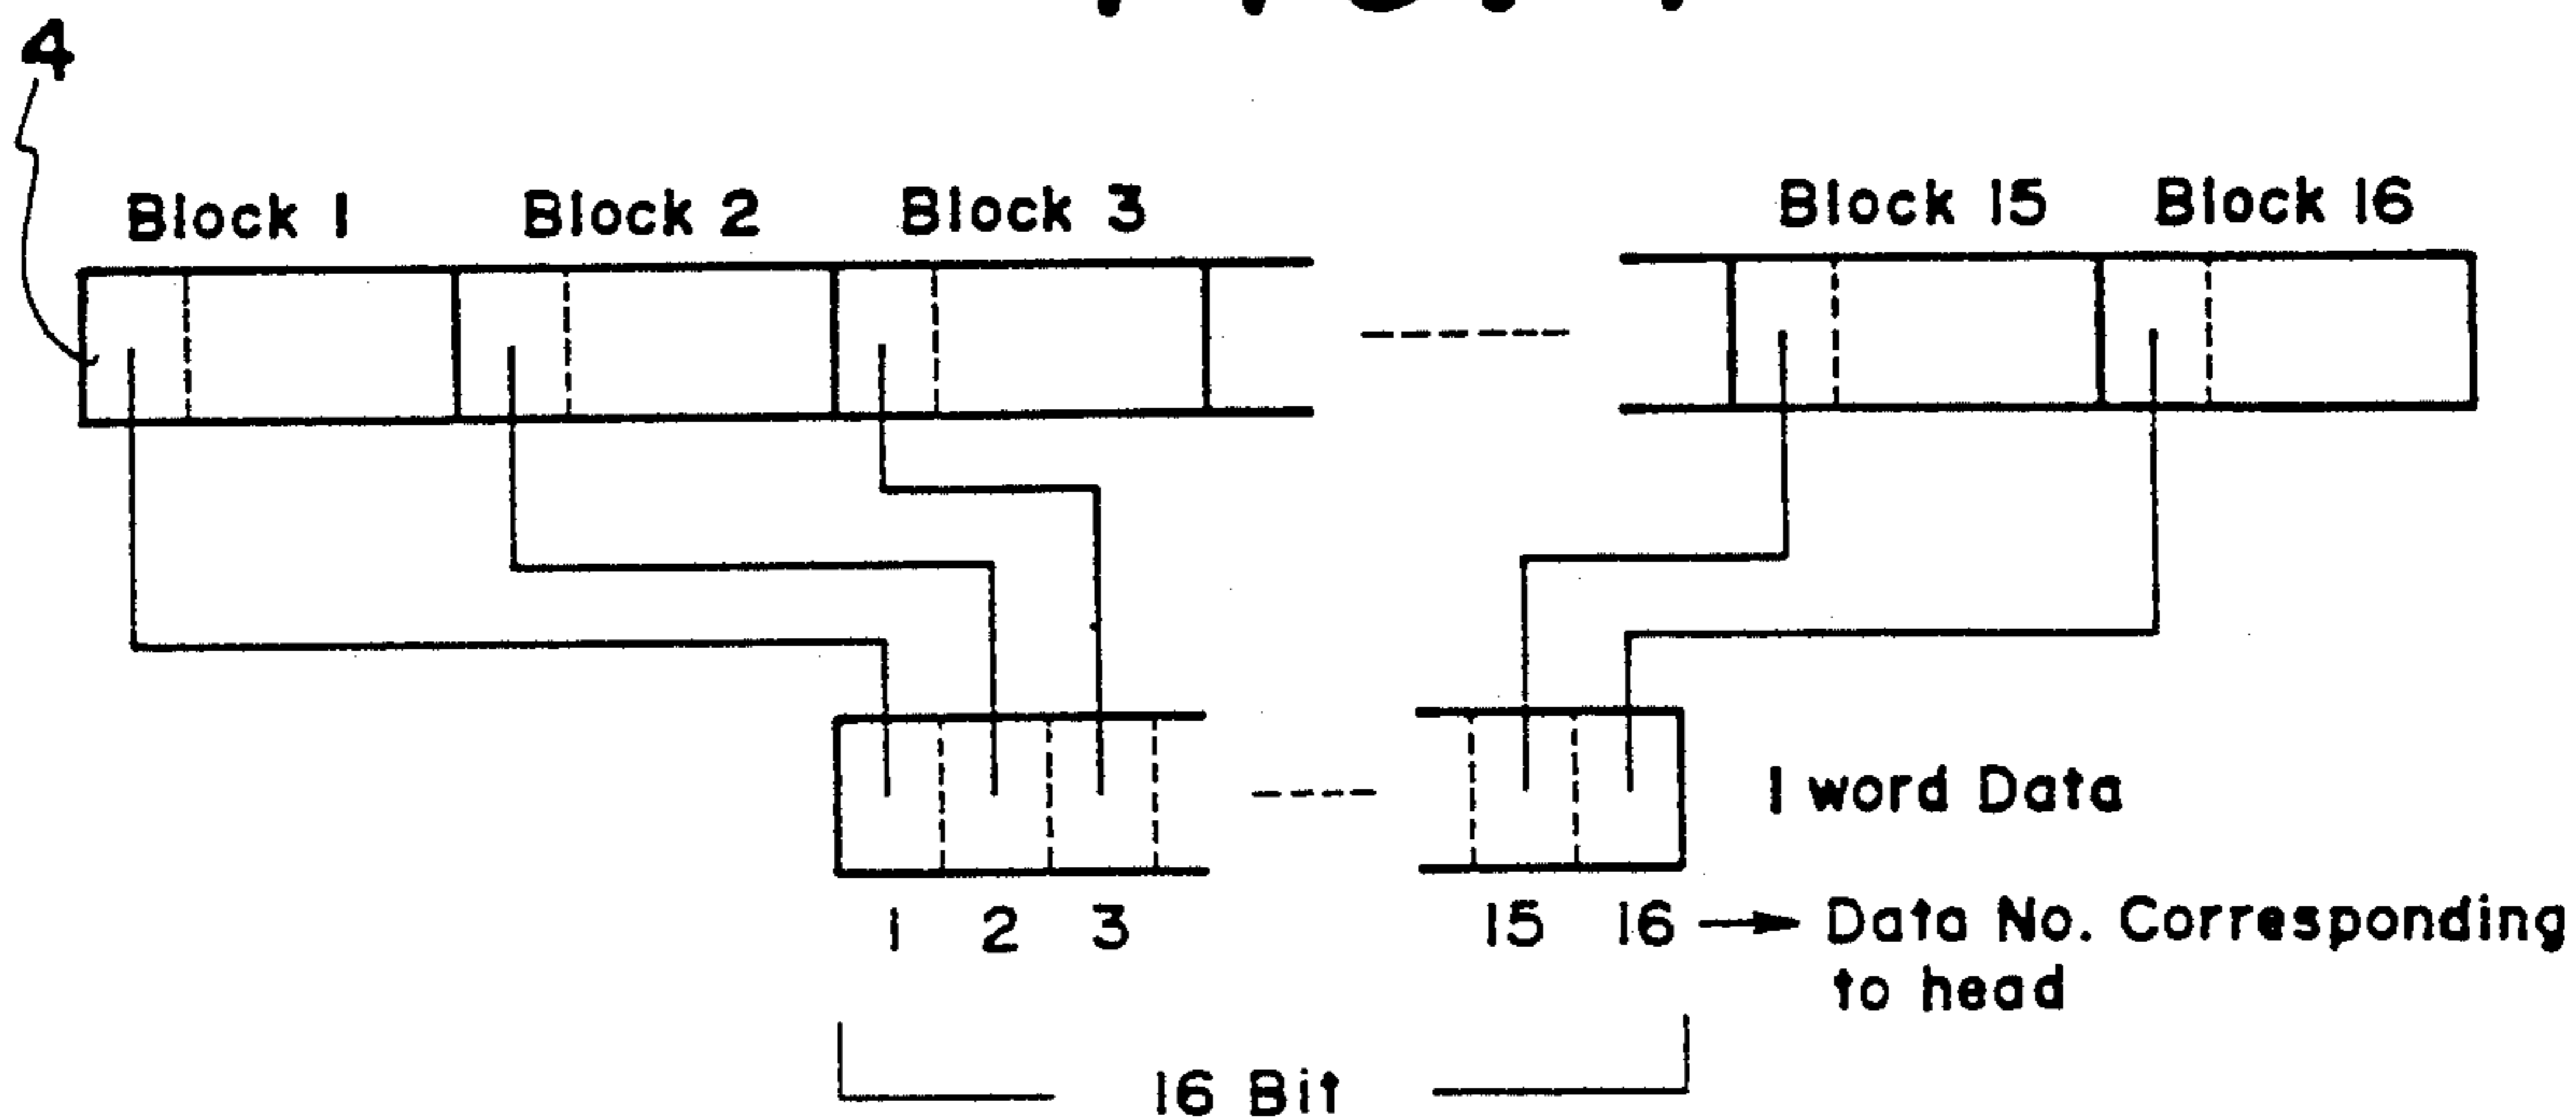 4
Block 1 Block 2 Block 3 Block 15 Block 16
1 word Data
1 2 3 15 16 → Data No. Corresponding
to head
16 Bit